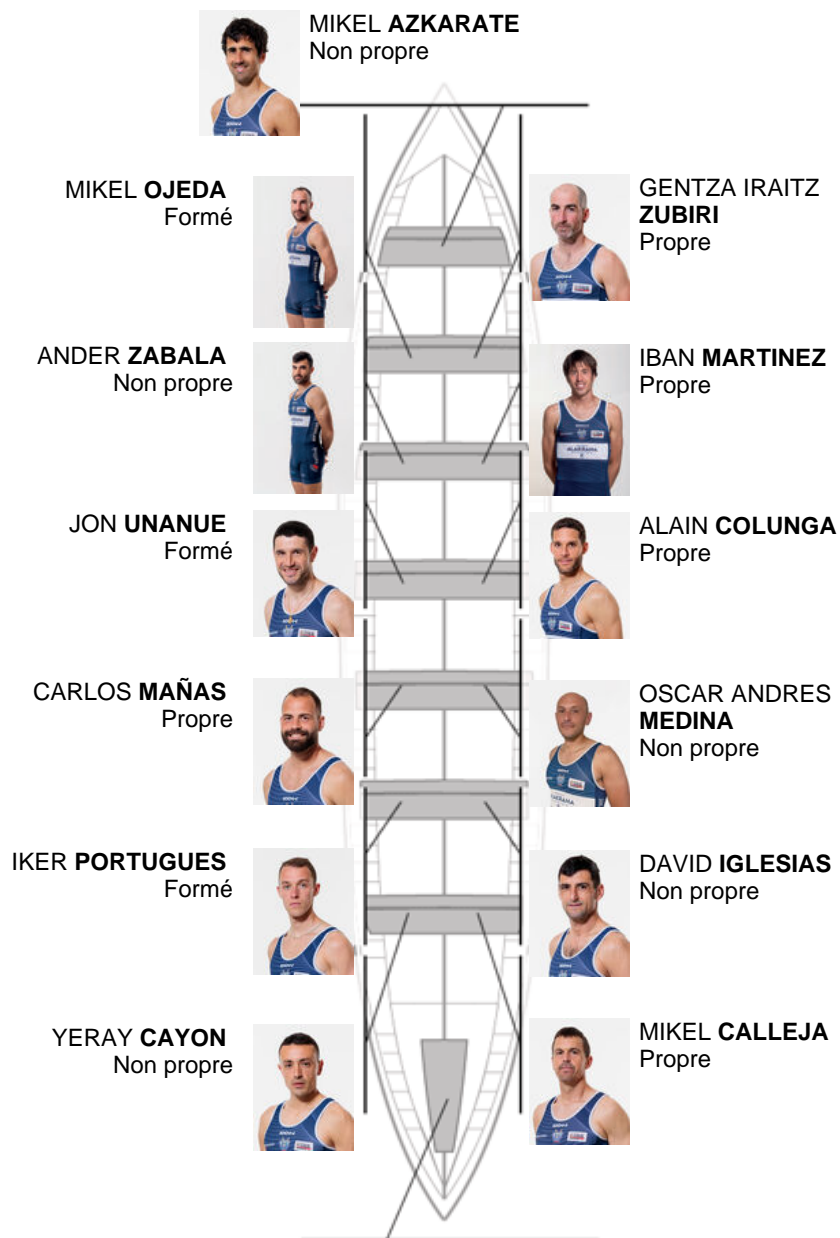 MIKEL AZKARATE
Non propre
MIKEL OJEDA
Formé
GENTZA IRAITZ
ZUBIRI
Propre
ANDER ZABALA
Non propre
IBAN MARTINEZ
Propre
JON UNANUE
Formé
ALAIN COLUNGA
Propre
CARLOS MAÑAS
Propre
OSCAR ANDRES
MEDINA
Non propre
IKER PORTUGUES
Formé
DAVID IGLESIAS
Non propre
YERAY CAYON
Non propre
MIKEL CALLEJA
Propre